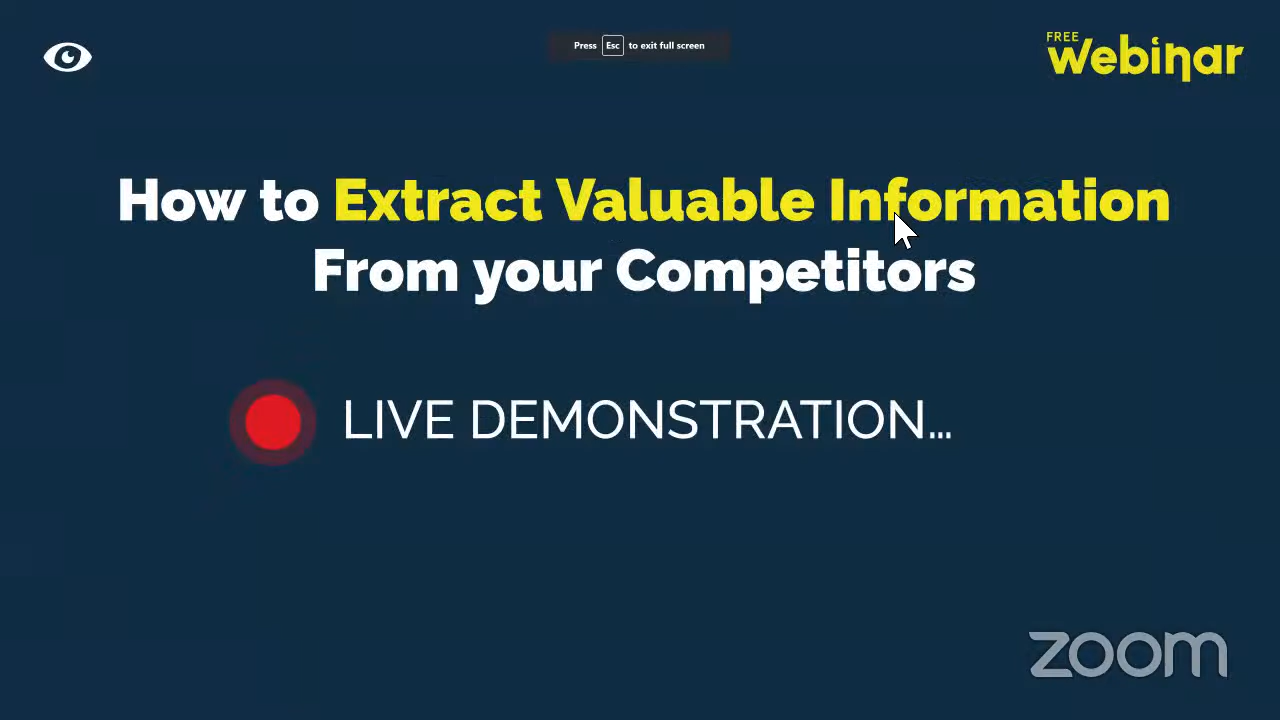 Press Esc to exit full screen
FREE
Webinar
How to Extract Valuable Information
From your Competitors
LIVE DEMONSTRATION...
zoom